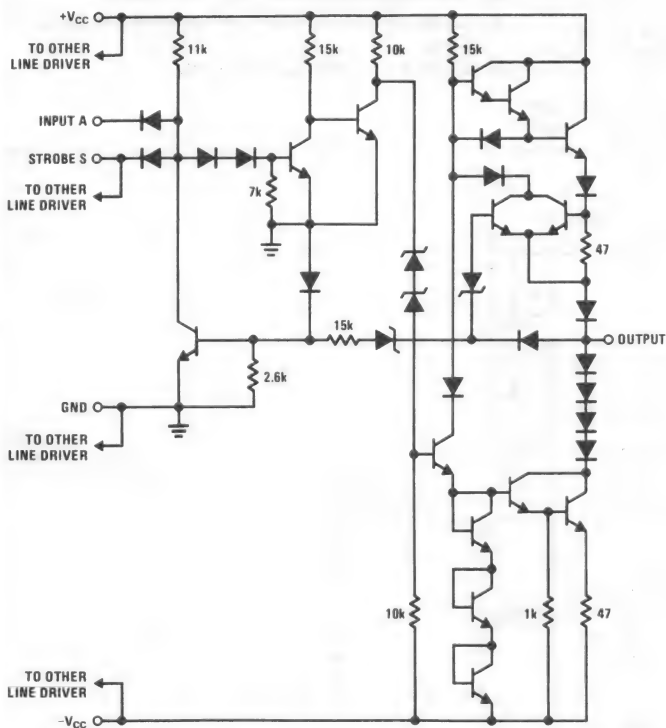 +VCC
TO OTHER
LINE DRIVER
11k
15k
10k
15k
INPUT A
STROBE S
TO OTHER
LINE DRIVER
7k
47
15k
OUTPUT
2.6k
GND
TO OTHER
LINE DRIVER
10k
1k
47
TO OTHER
LINE DRIVER
-VCC